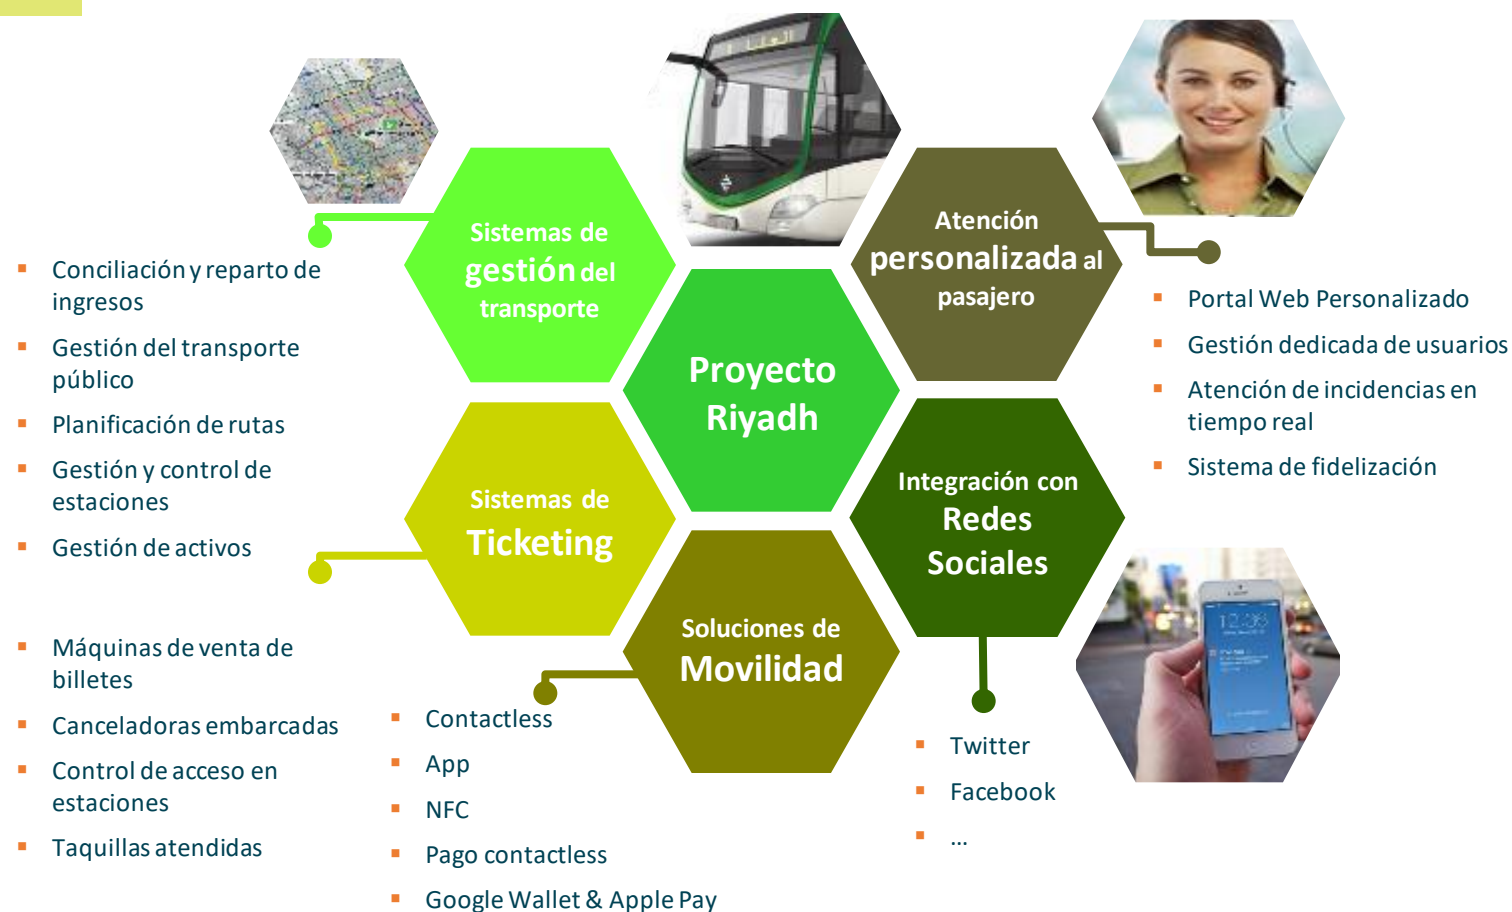 Sistemas de
gestión del
transporte
Conciliación y reparto de
ingresos
Gestión del transporte
público
Planificación de rutas
Gestión y control de
estaciones
Gestión de activos
Atención
personalizada al
pasajero
Portal Web Personalizado
Gestión dedicada de usuarios
Atención de incidencias en
tiempo real
Sistema de fidelización
Proyecto
Riyadh
Sistemas de
Ticketing
Máquinas de venta de
billetes
Canceladoras embarcadas
Control de acceso en
estaciones
Taquillas atendidas
Soluciones de
Movilidad
Contactless
App
NFC
Pago contactless
Google Wallet & Apple Pay
Integración con
Redes
Sociales
Twitter
Facebook
...
12:08